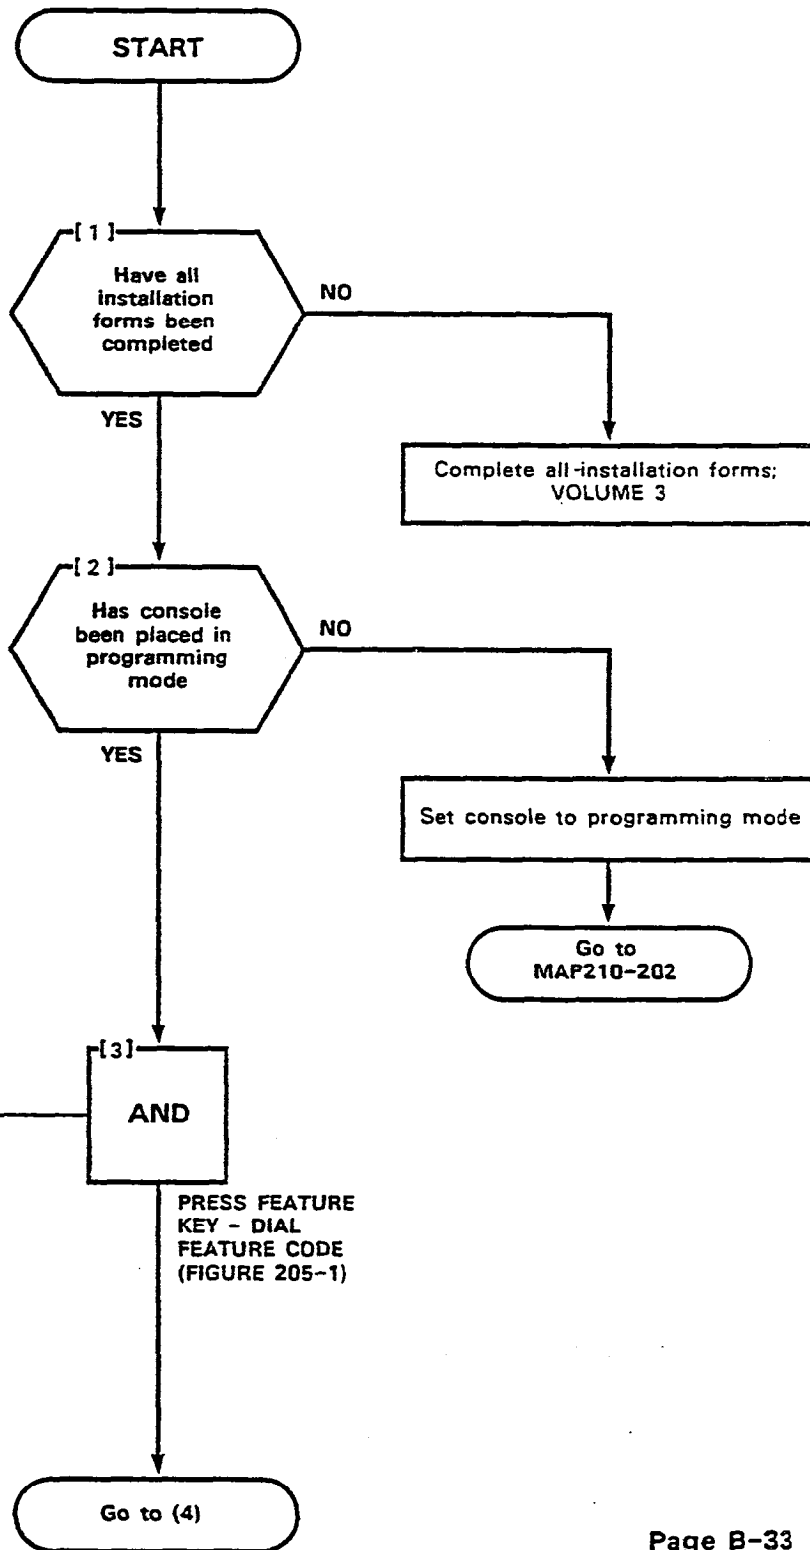 START
[1]
Have all
installation
forms been
completed
NO
YES
Complete all-installation forms;
VOLUME 3
[2]
Has console
been placed in
programming
mode
NO
YES
Set console to programming mode
Go to
MAP210-202
[3]
AND
PRESS FEATURE
KEY - DIAL
FEATURE CODE
(FIGURE 205-1)
Go to (4)
Page B-33